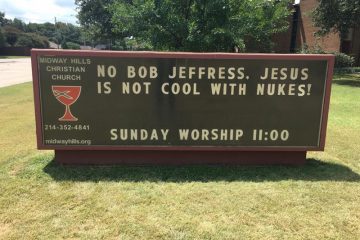 MIDWAY HILLS
CHRISTIAN
CHURCH
214-352-4841
midwayhills.org
NO BOB JEFFRESS. JESUS
IS NOT COOL WITH NUKES!
SUNDAY WORSHIP 11:00